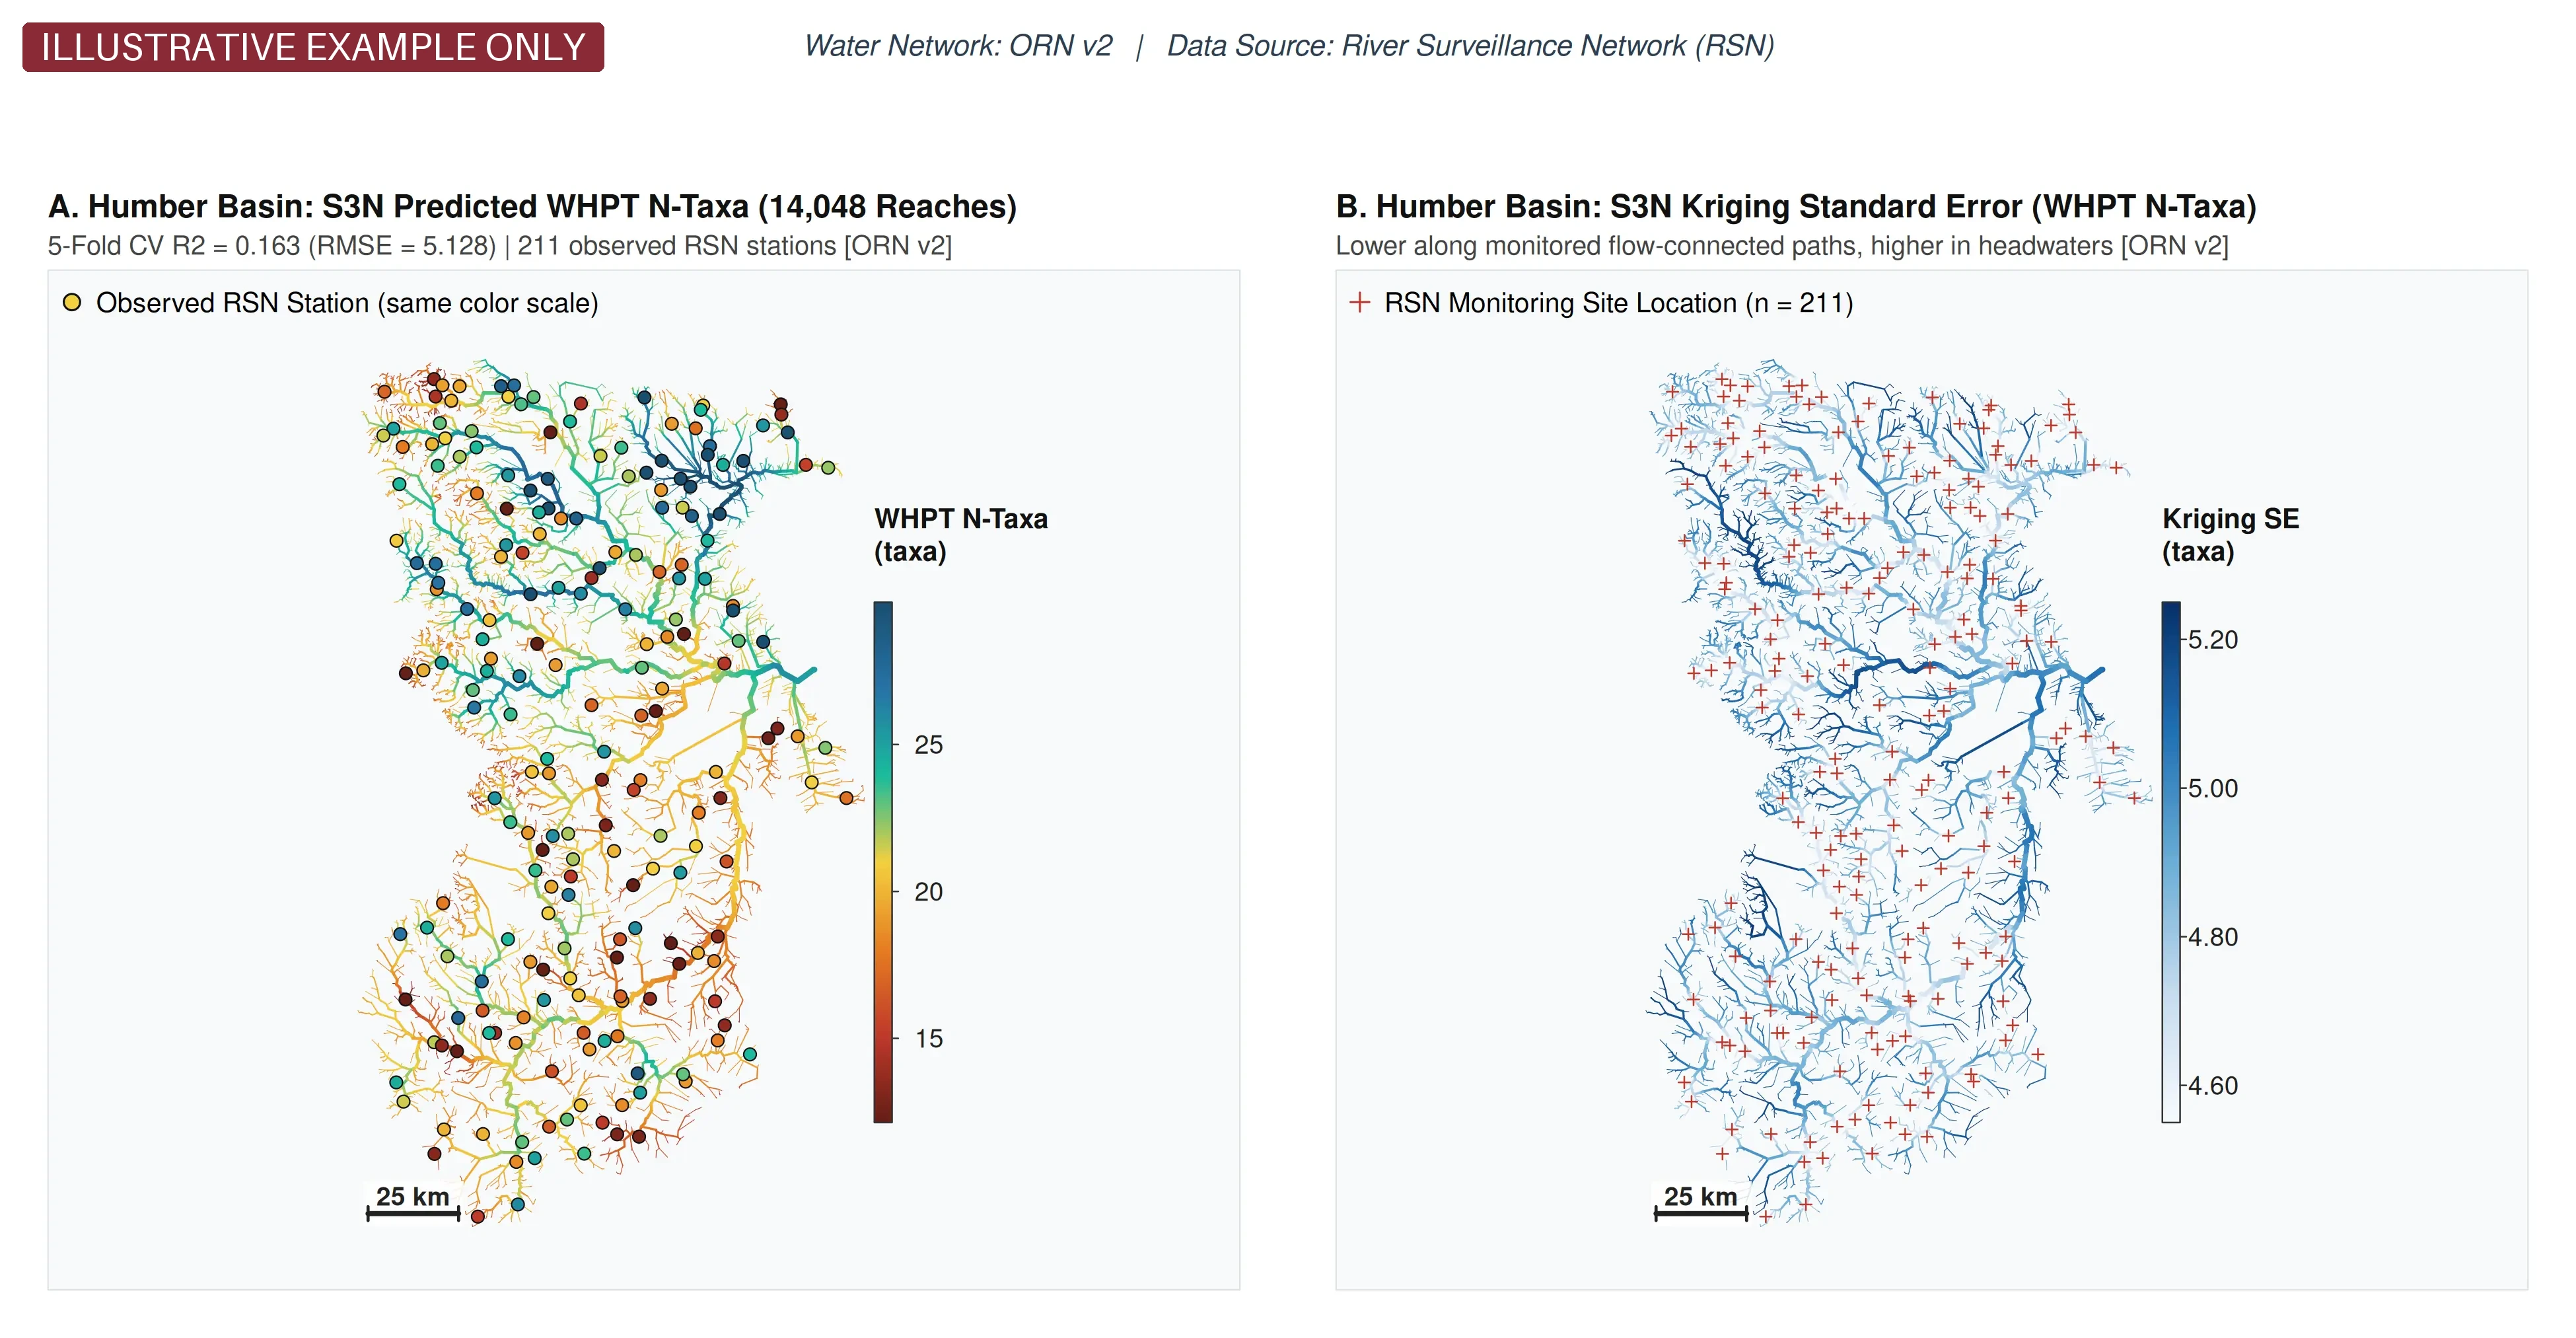 ILLUSTRATIVE EXAMPLE ONLY
Water Network: ORN v2 | Data Source: River Surveillance Network (RSN)
A. Humber Basin: S3N Predicted WHPT N-Taxa (14,048 Reaches)
5-Fold CV R2 = 0.163 (RMSE = 5.128) | 211 observed RSN stations [ORN v2]
Observed RSN Station (same color scale)
WHPT N-Taxa
(taxa)
25
20
15
25 km
B. Humber Basin: S3N Kriging Standard Error (WHPT N-Taxa)
Lower along monitored flow-connected paths, higher in headwaters [ORN v2]
RSN Monitoring Site Location (n = 211)
Kriging SE
(taxa)
5.20
5.00
4.80
4.60
25 km